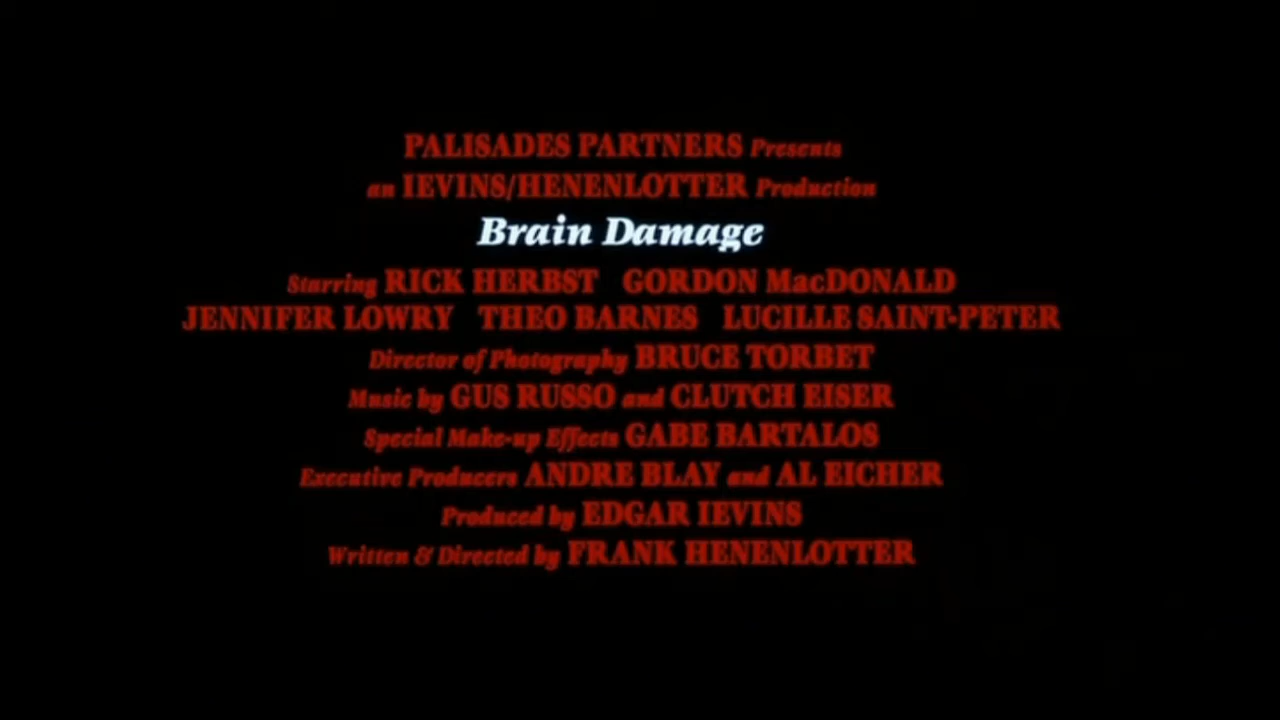 PALISADES PARTNERS Presents
an IEVINS/HENENLOTTER Production
Brain Damage
Starring RICK HERBST GORDON MacDONALD
JENNIFER LOWRY THEO BARNES LUCILLE SAINT-PETER
Director of Photography BRUCE TORBET
Music by GUS RUSSO and CLUTCH EISER
Special Make-up Effects GABE BARTALOS
Executive Producers ANDRE BLAY and AL EICHER
Produced by EDGAR IEVINS
Written & Directed by FRANK HENENLOTTER